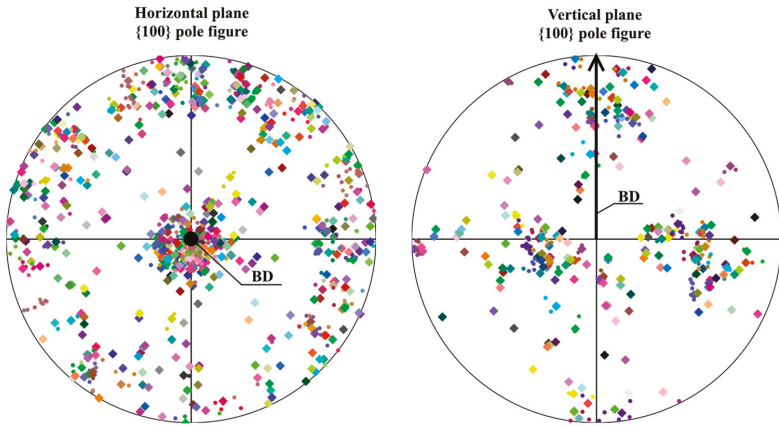 Horizontal plane
{100} pole figure
BD
Vertical plane
{100} pole figure
BD